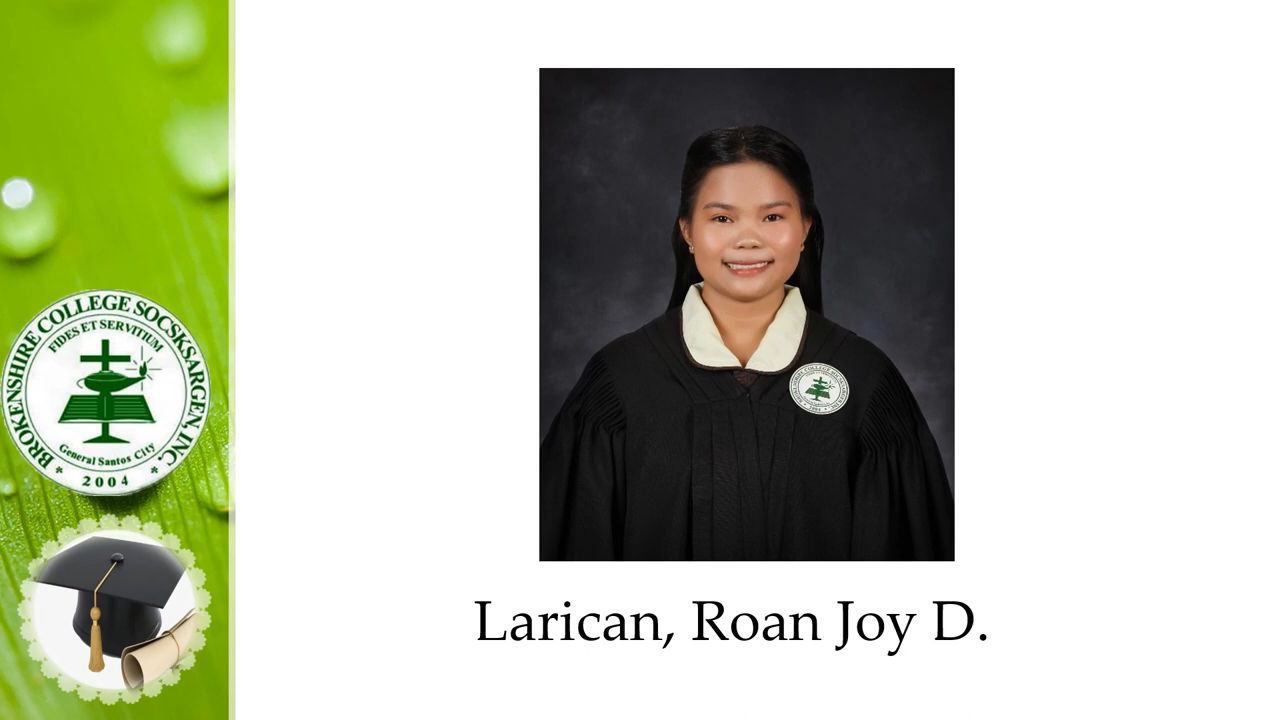 BROKENSHIRE COLLEGE SOCSKSARGEN, INC.
FIDES ET SERVITIUM
General Santos City
* 2004 *
Larican, Roan Joy D.